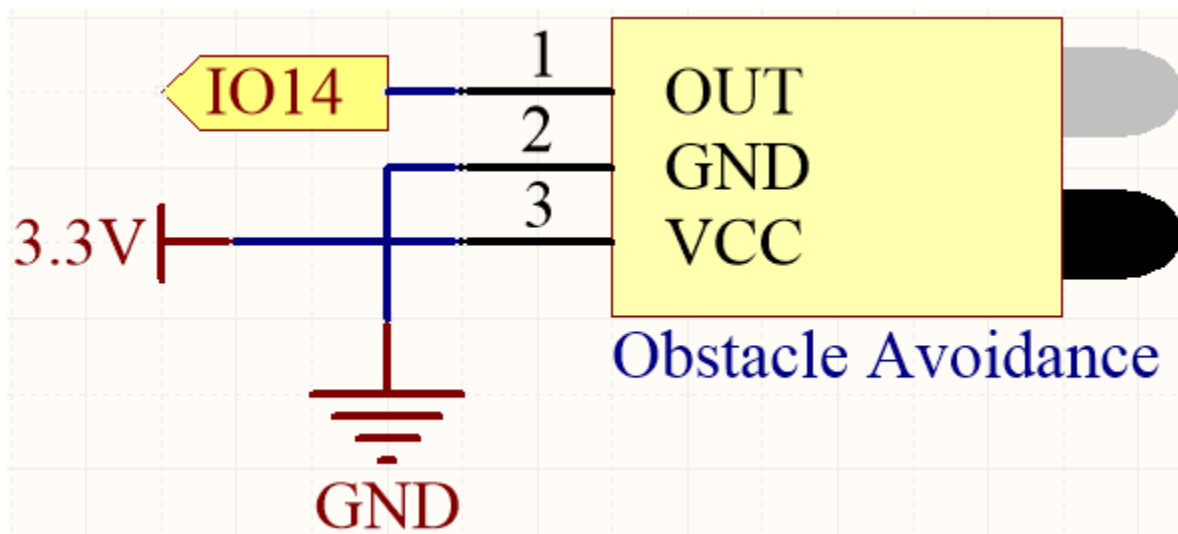 1
IO14 OUT
2
GND
3
3.3V VCC
Obstacle Avoidance
GND